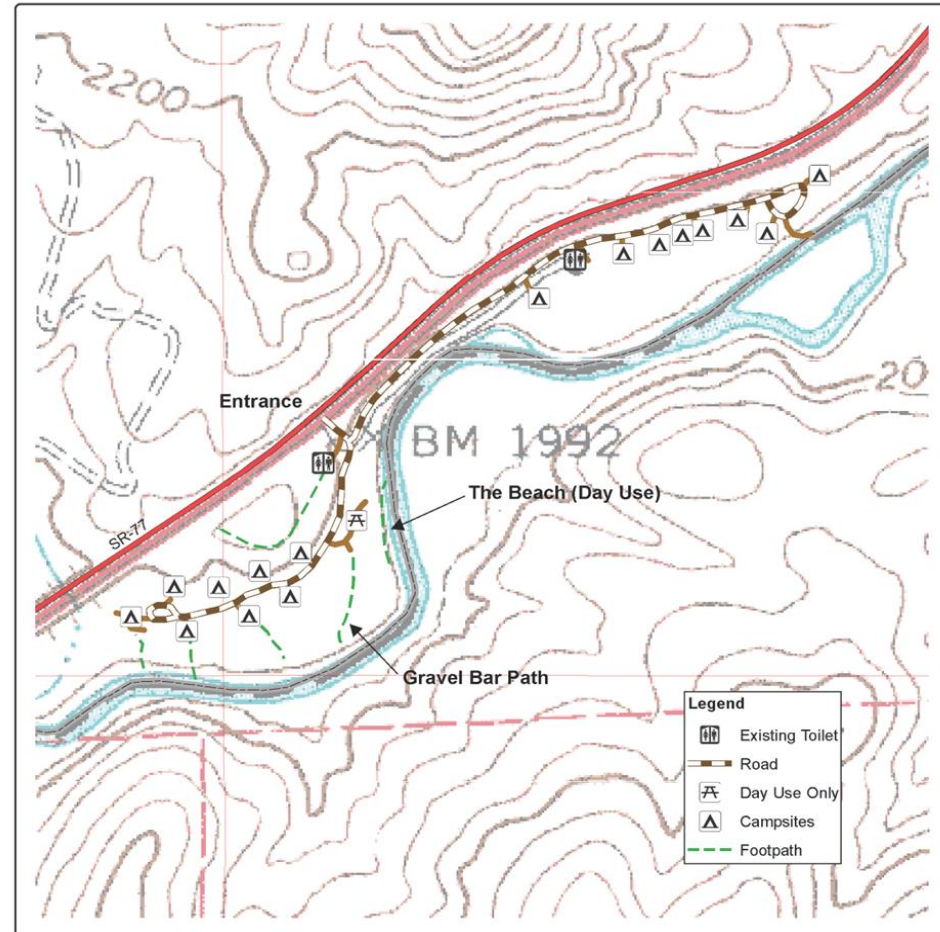 2200
20
Entrance
BM 1992
The Beach (Day Use)
SR-77
Gravel Bar Path
Legend
Existing Toilet
Road
Day Use Only
Campsites
Footpath